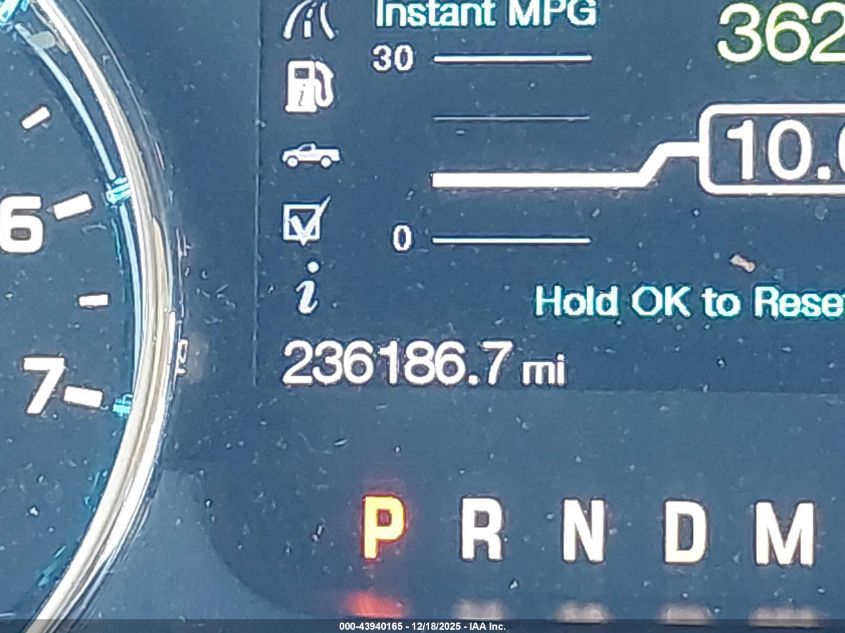 Instant MPG
362
30
10.
6
0
Hold OK to Reset
7
236186.7 mi
P R N D M
000-43940165 - 12/18/2025 - IAA Inc.